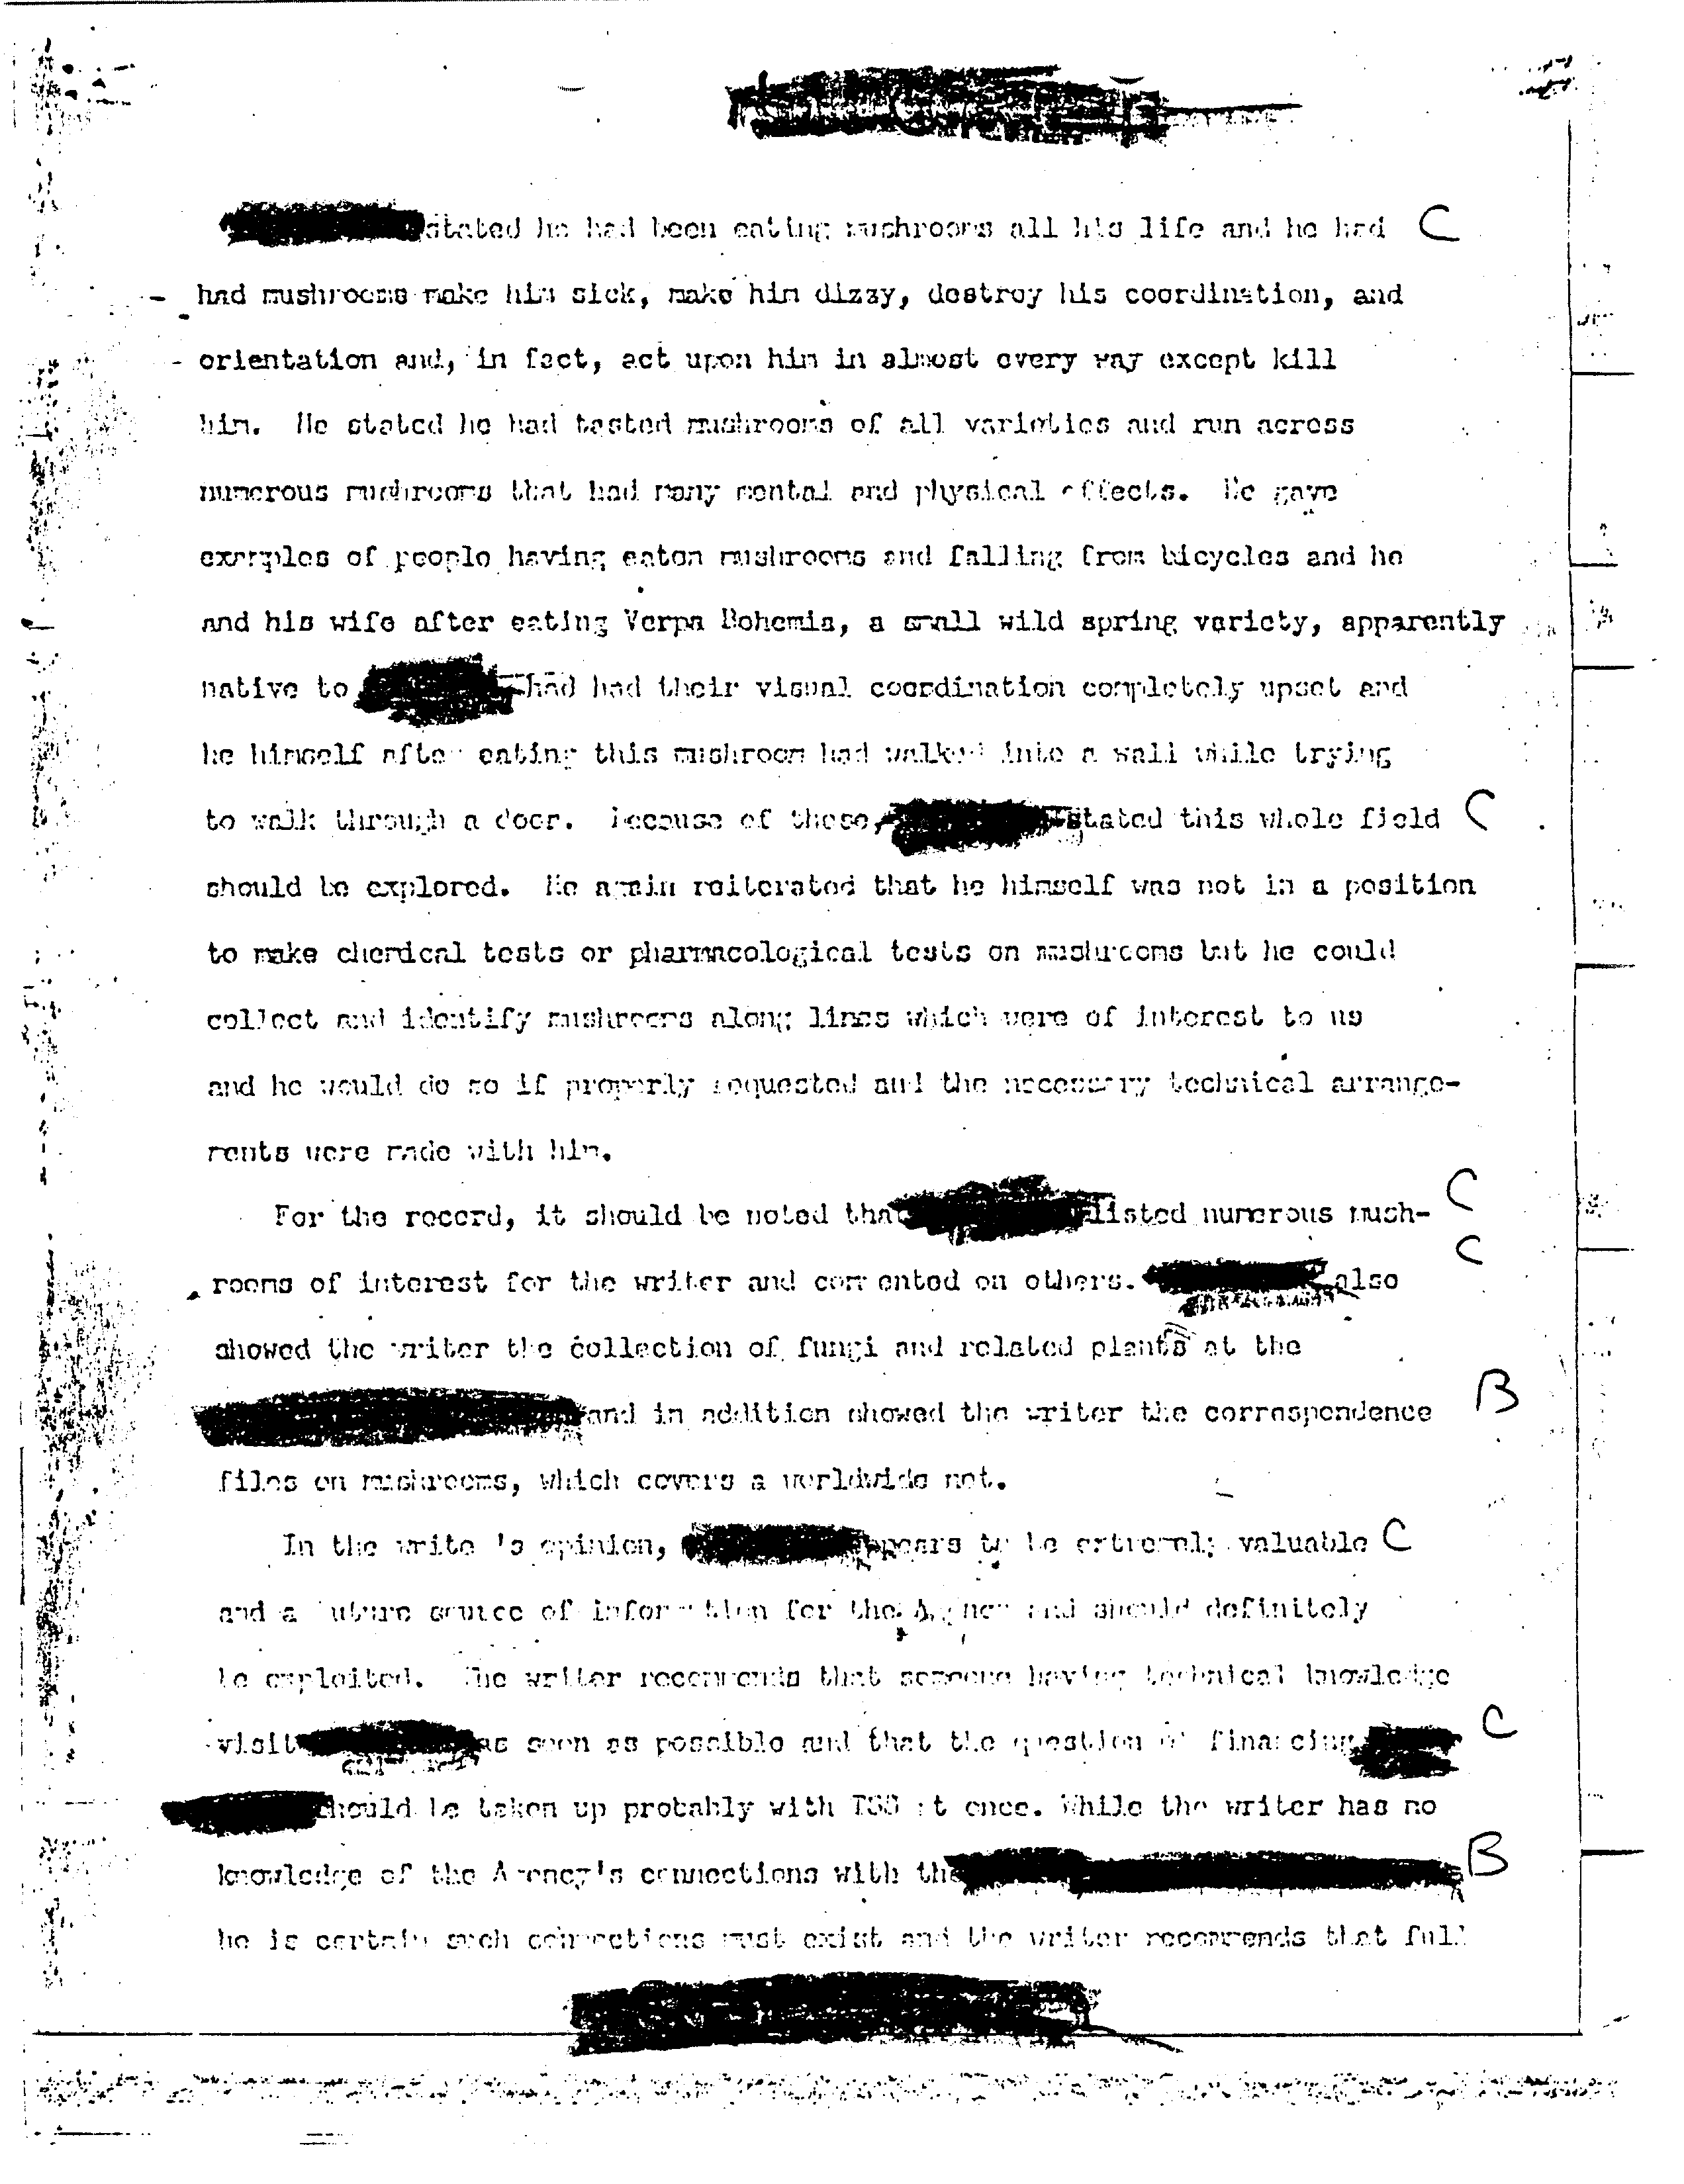 stated he had been eating mushrooms all his life and he had C
had mushrooms make him sick, make him dizzy, destroy his coordination, and
orientation and, in fact, act upon him in almost every way except kill
him. He stated he had tasted mushrooms of all varieties and run across
numerous mushrooms that had many mental and physical effects. He gave
examples of people having eaten mushrooms and falling from bicycles and he
and his wife after eating Verpa Bohemia, a small wild spring variety, apparently
native to had had their visual coordination completely upset and
he himself after eating this mushroom had walked into a wall while trying
to walk through a door. Because of these, stated this whole field C
should be explored. He again reiterated that he himself was not in a position
to make chemical tests or pharmacological tests on mushrooms but he could
collect and identify mushrooms along lines which were of interest to us
and he would do so if properly requested and the necessary technical arrange-
ments were made with him.
For the record, it should be noted that listed numerous mush- C
rooms of interest for the writer and commented on others. also C
showed the writer the collection of fungi and related plants at the
and in addition showed the writer the correspondence B
files on mushrooms, which covers a worldwide net.
In the writer's opinion, appears to be extremely valuable C
and a future source of information for the Agency and should definitely
be exploited. The writer recommends that someone having technical knowledge
visit as soon as possible and that the question of financing C
should be taken up probably with TSS at once. While the writer has no
knowledge of the Agency's connections with the B
he is certain such connections must exist and the writer recommends that full